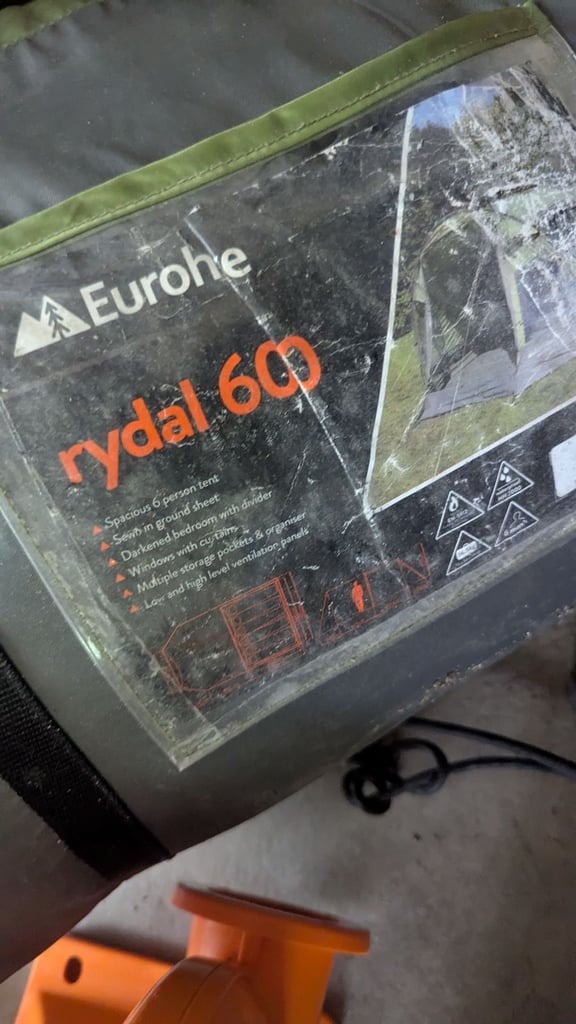 Eurohe
rydal 600
Spacious 6 person tent
Sewn in ground sheet
Darkened bedroom with divider
Windows with curtains
Multiple storage pockets & organiser
Low and high level ventilation panels